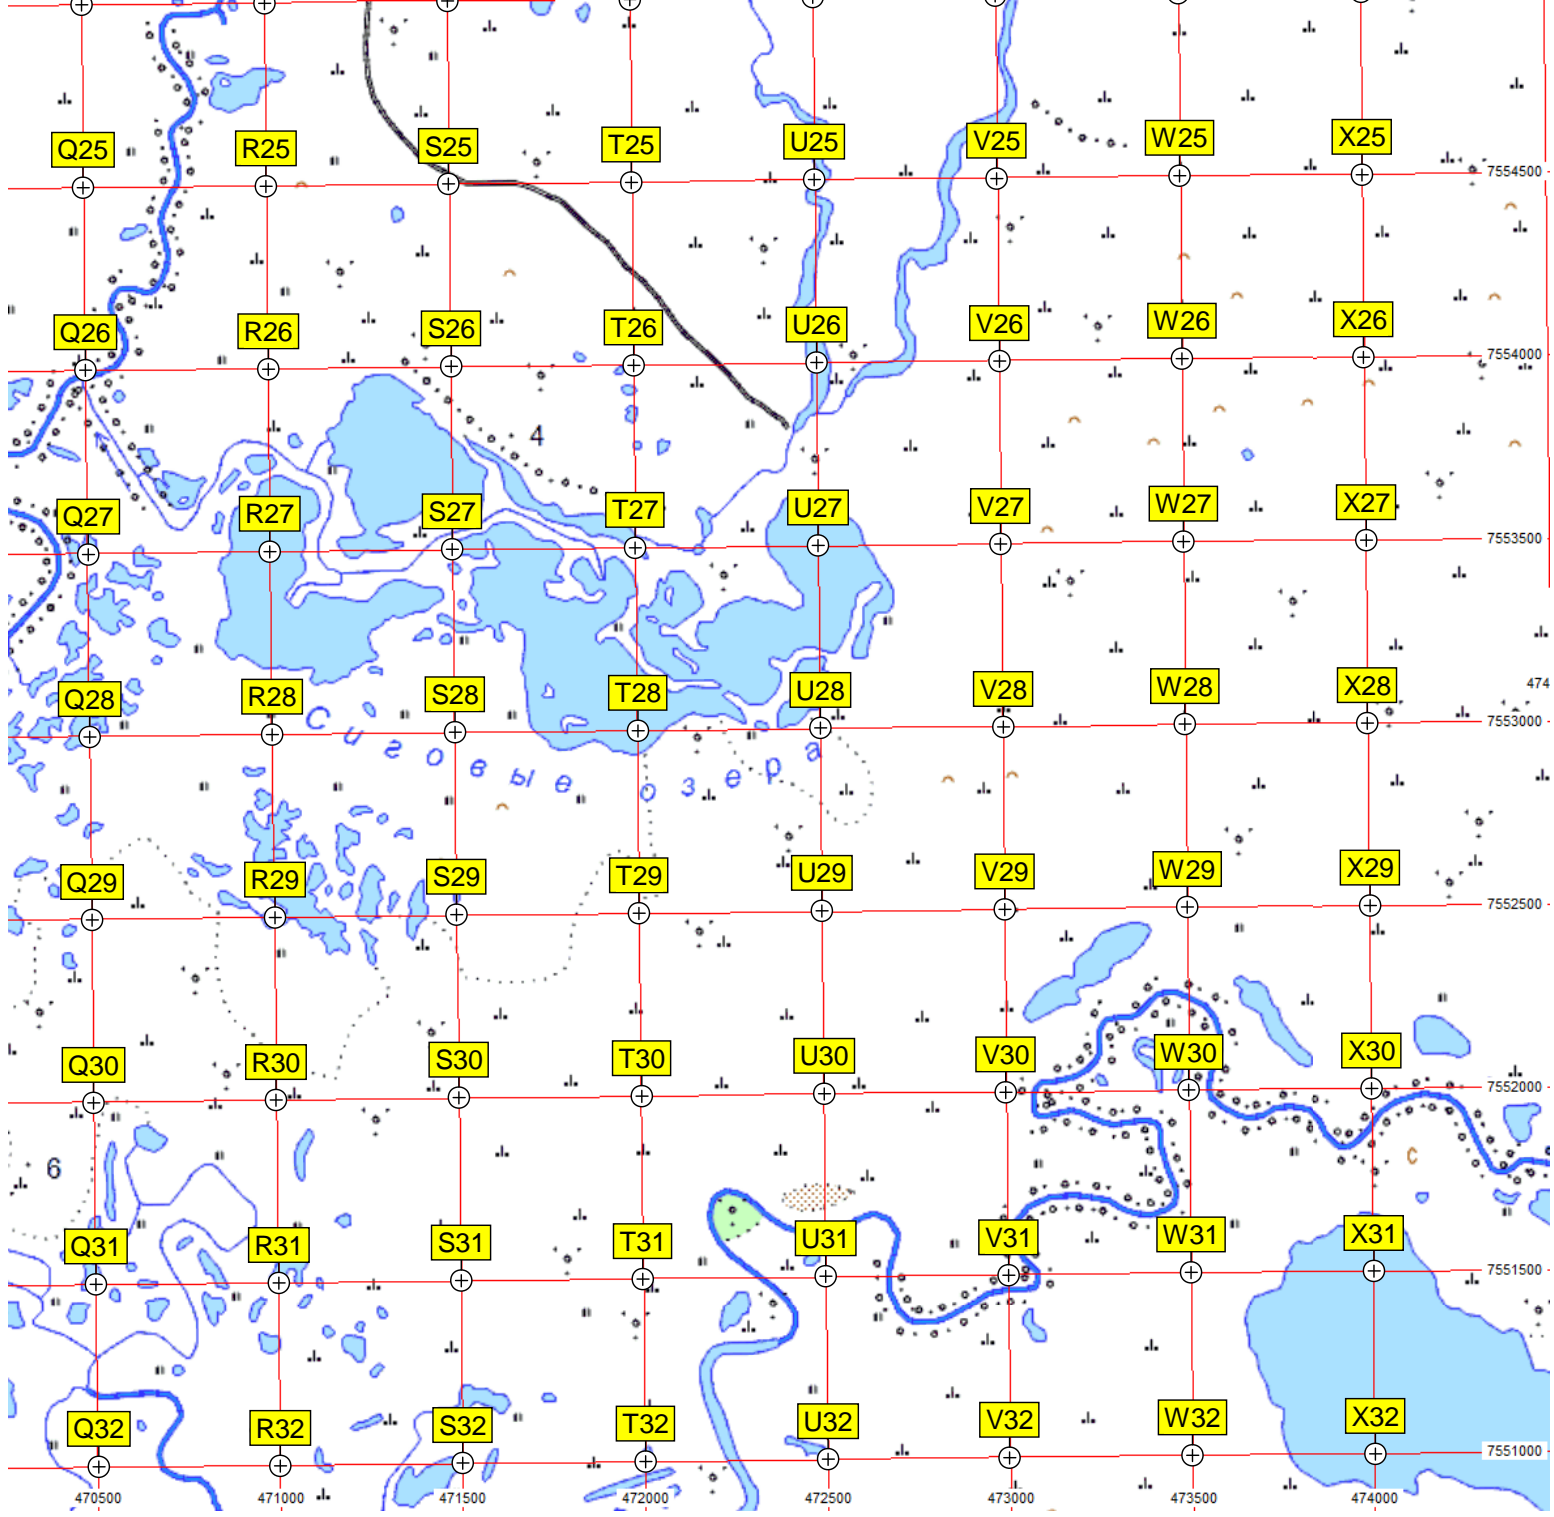 Q25 R25 S25 T25 U25 V25 W25 X25
7554500
Q26 R26 S26 T26 U26 V26 W26 X26
7554000
4
Q27 R27 S27 T27 U27 V27 W27 X27
7553500
Q28 R28 S28 T28 U28 V28 W28 X28
474
7553000
Сиговые озера
Q29 R29 S29 T29 U29 V29 W29 X29
7552500
Q30 R30 S30 T30 U30 V30 W30 X30
7552000
6
с
Q31 R31 S31 T31 U31 V31 W31 X31
7551500
Q32 R32 S32 T32 U32 V32 W32 X32
7551000
470500 471000 471500 472000 472500 473000 473500 474000